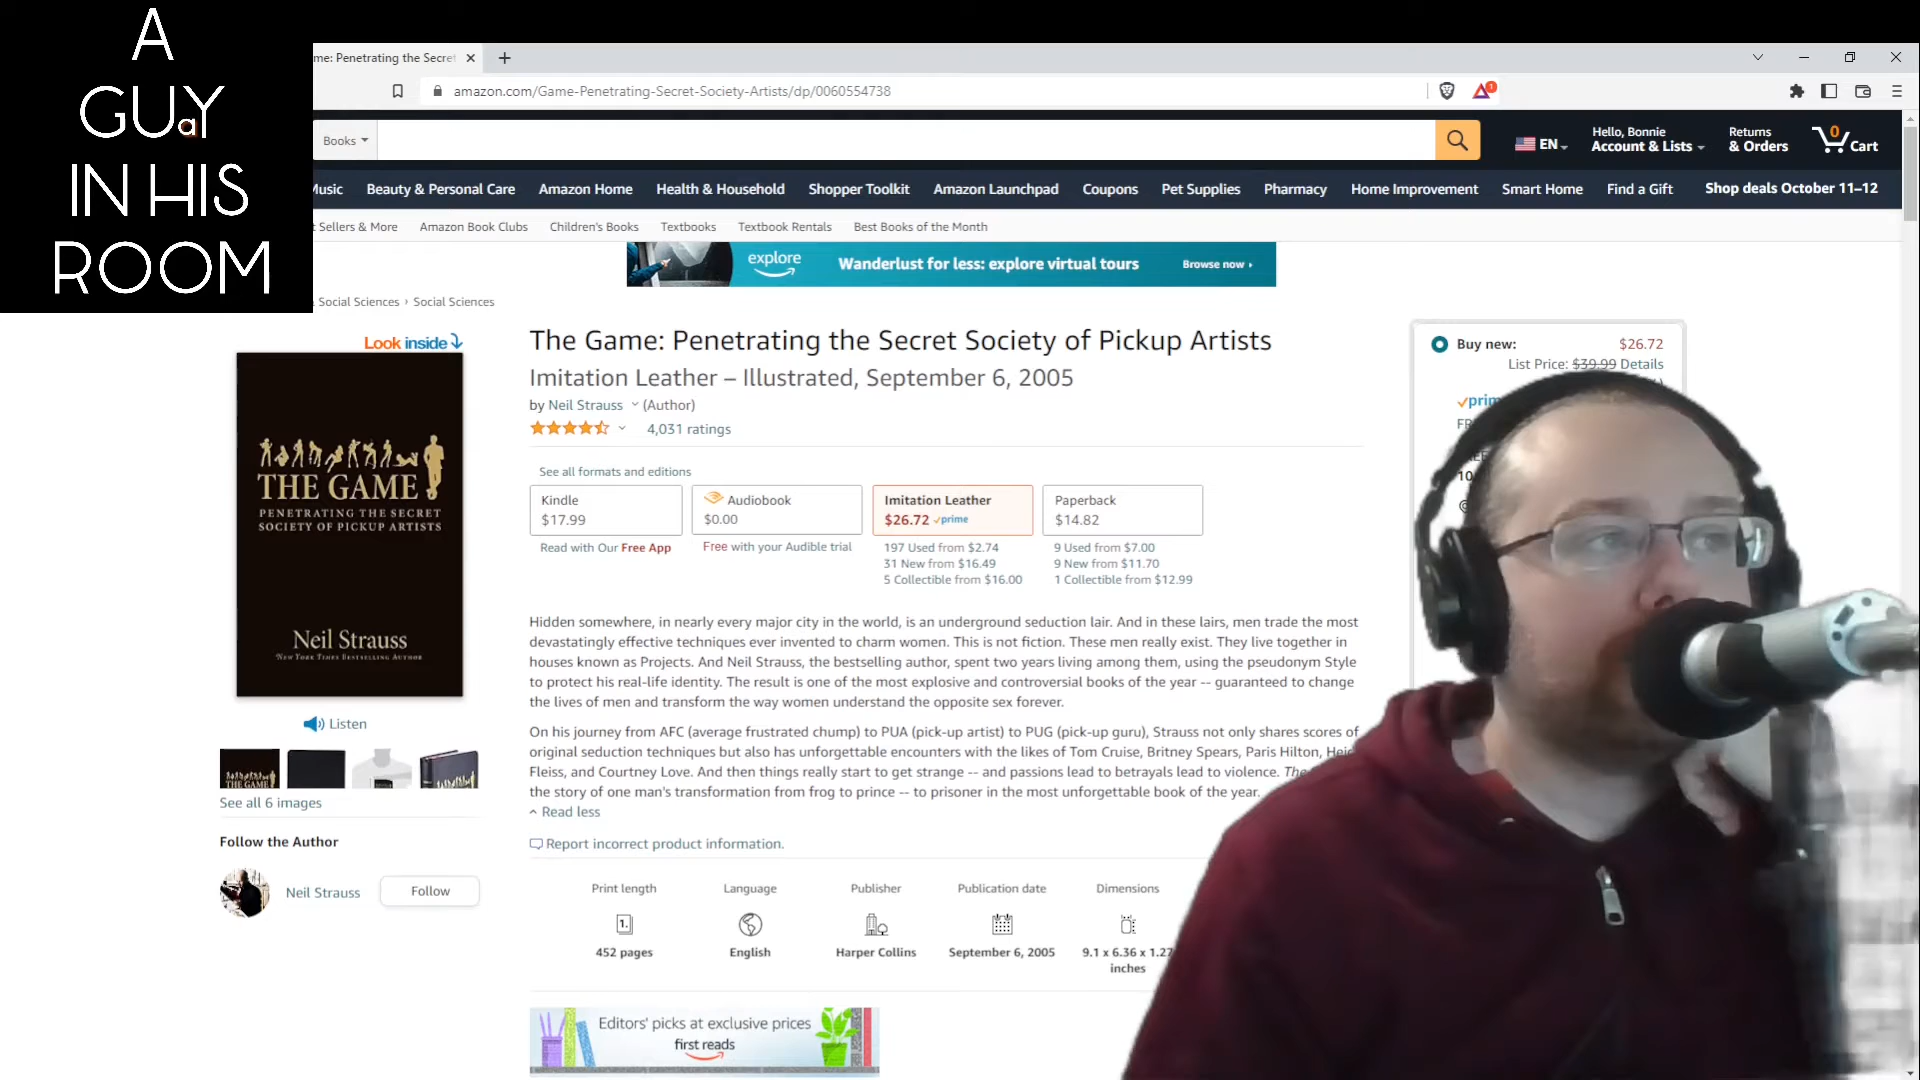 A
GUY
a
IN HIS
ROOM
me: Penetrating the Secret
amazon.com/Game-Penetrating-Secret-Society-Artists/dp/0060554738
1
Books
EN
Hello, Bonnie
Account & Lists
Returns
& Orders
0
Cart
Music
Beauty & Personal Care
Amazon Home
Health & Household
Shopper Toolkit
Amazon Launchpad
Coupons
Pet Supplies
Pharmacy
Home Improvement
Smart Home
Find a Gift
Shop deals October 11–12
t Sellers & More
Amazon Book Clubs
Children's Books
Textbooks
Textbook Rentals
Best Books of the Month
explore
Wanderlust for less: explore virtual tours
Browse now ›
Social Sciences › Social Sciences
Look inside
THE GAME
PENETRATING THE SECRET
SOCIETY OF PICKUP ARTISTS
Neil Strauss
NEW YORK TIMES BESTSELLING AUTHOR
Listen
THE GAME
See all 6 images
Follow the Author
Neil Strauss
Follow
The Game: Penetrating the Secret Society of Pickup Artists
Imitation Leather – Illustrated, September 6, 2005
by Neil Strauss (Author)
4,031 ratings
See all formats and editions
Kindle
$17.99
Read with Our Free App
Audiobook
$0.00
Free with your Audible trial
Imitation Leather
$26.72 prime
197 Used from $2.74
31 New from $16.49
5 Collectible from $16.00
Paperback
$14.82
9 Used from $7.00
9 New from $11.70
1 Collectible from $12.99
Hidden somewhere, in nearly every major city in the world, is an underground seduction lair. And in these lairs, men trade the most
devastatingly effective techniques ever invented to charm women. This is not fiction. These men really exist. They live together in
houses known as Projects. And Neil Strauss, the bestselling author, spent two years living among them, using the pseudonym Style
to protect his real-life identity. The result is one of the most explosive and controversial books of the year -- guaranteed to change
the lives of men and transform the way women understand the opposite sex forever.
On his journey from AFC (average frustrated chump) to PUA (pick-up artist) to PUG (pick-up guru), Strauss not only shares scores of
original seduction techniques but also has unforgettable encounters with the likes of Tom Cruise, Britney Spears, Paris Hilton, Hei
Fleiss, and Courtney Love. And then things really start to get strange -- and passions lead to betrayals lead to violence. The
the story of one man's transformation from frog to prince -- to prisoner in the most unforgettable book of the year.
Read less
Report incorrect product information.
Print length
452 pages
Language
English
Publisher
Harper Collins
Publication date
September 6, 2005
Dimensions
9.1 x 6.36 x 1.27
inches
Editors' picks at exclusive prices
first reads
Buy new:
$26.72
List Price: $39.99 Details
prim